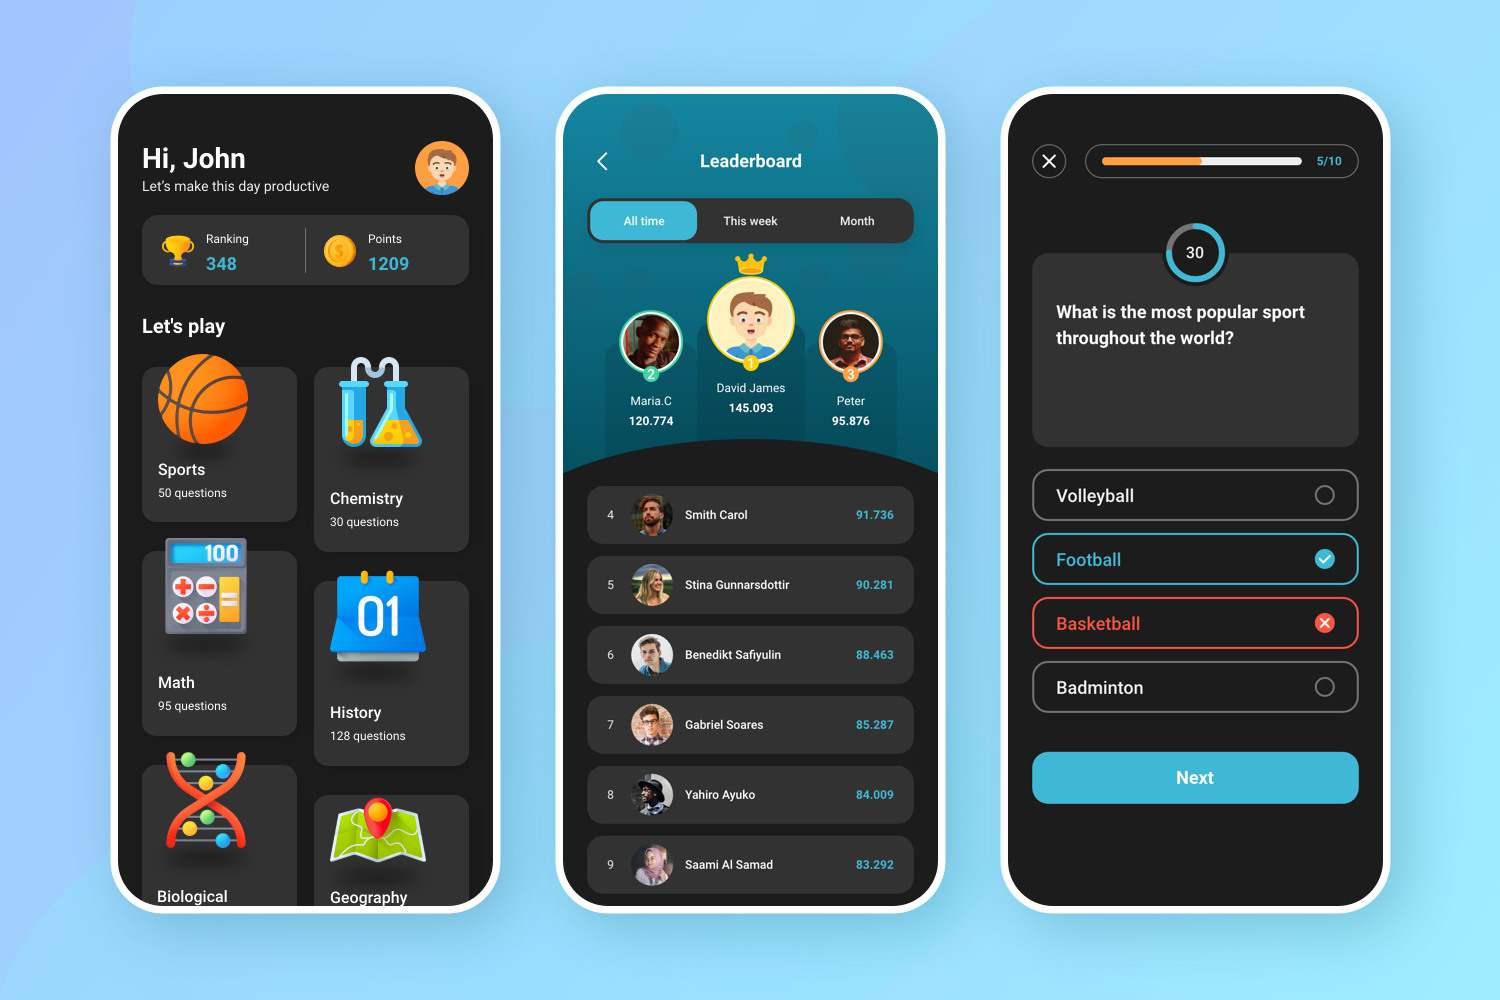 Hi, John
Let's make this day productive
Ranking
348
Points
1209
Let's play
Sports
50 questions
Chemistry
30 questions
100
Math
95 questions
01
History
128 questions
Biological
Geography
Leaderboard
All time
This week
Month
2
Maria.C
120.774
1
David James
145.093
3
Peter
95.876
4 Smith Carol 91.736
5 Stina Gunnarsdottir 90.281
6 Benedikt Safiyulin 88.463
7 Gabriel Soares 85.287
8 Yahiro Ayuko 84.009
9 Saami Al Samad 83.292
5/10
30
What is the most popular sport
throughout the world?
Volleyball
Football
Basketball
Badminton
Next